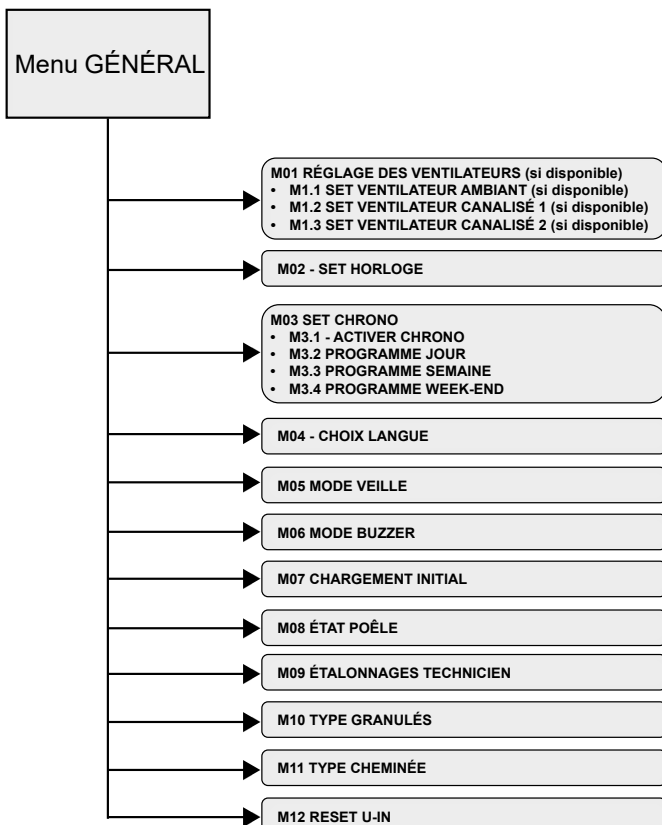 Menu GÉNÉRAL
M01 RÉGLAGE DES VENTILATEURS (si disponible)
• M1.1 SET VENTILATEUR AMBIANT (si disponible)
• M1.2 SET VENTILATEUR CANALISÉ 1 (si disponible)
• M1.3 SET VENTILATEUR CANALISÉ 2 (si disponible)
M02 - SET HORLOGE
M03 SET CHRONO
• M3.1 - ACTIVER CHRONO
• M3.2 PROGRAMME JOUR
• M3.3 PROGRAMME SEMAINE
• M3.4 PROGRAMME WEEK-END
M04 - CHOIX LANGUE
M05 MODE VEILLE
M06 MODE BUZZER
M07 CHARGEMENT INITIAL
M08 ÉTAT POÊLE
M09 ÉTALONNAGES TECHNICIEN
M10 TYPE GRANULÉS
M11 TYPE CHEMINÉE
M12 RESET U-IN